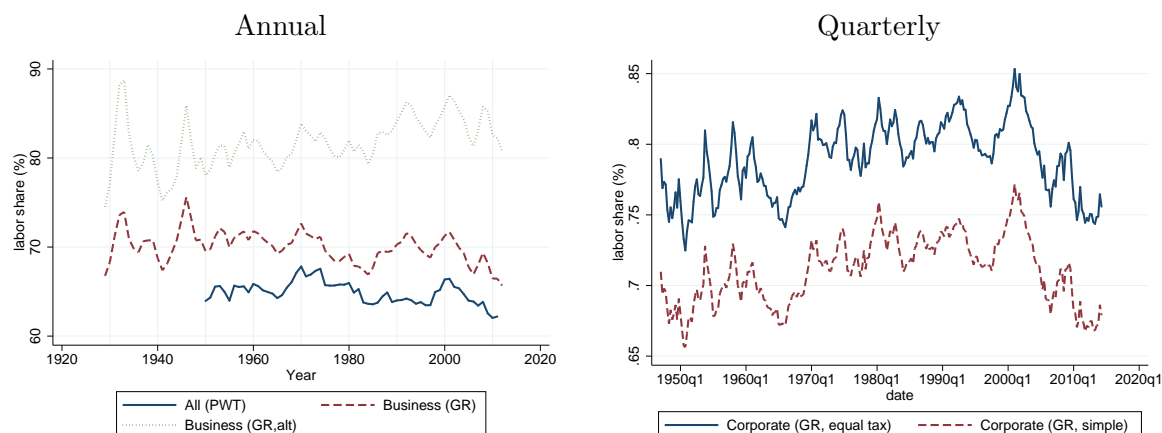 Annual
labor share (%)
90
80
70
60
1920
1940
1960
1980
2000
2020
Year
All (PWT)
Business (GR)
Business (GR,alt)
Quarterly
labor share (%)
.85
.8
.75
.7
.65
1950q1
1960q1
1970q1
1980q1
1990q1
2000q1
2010q1
2020q1
date
Corporate (GR, equal tax)
Corporate (GR, simple)